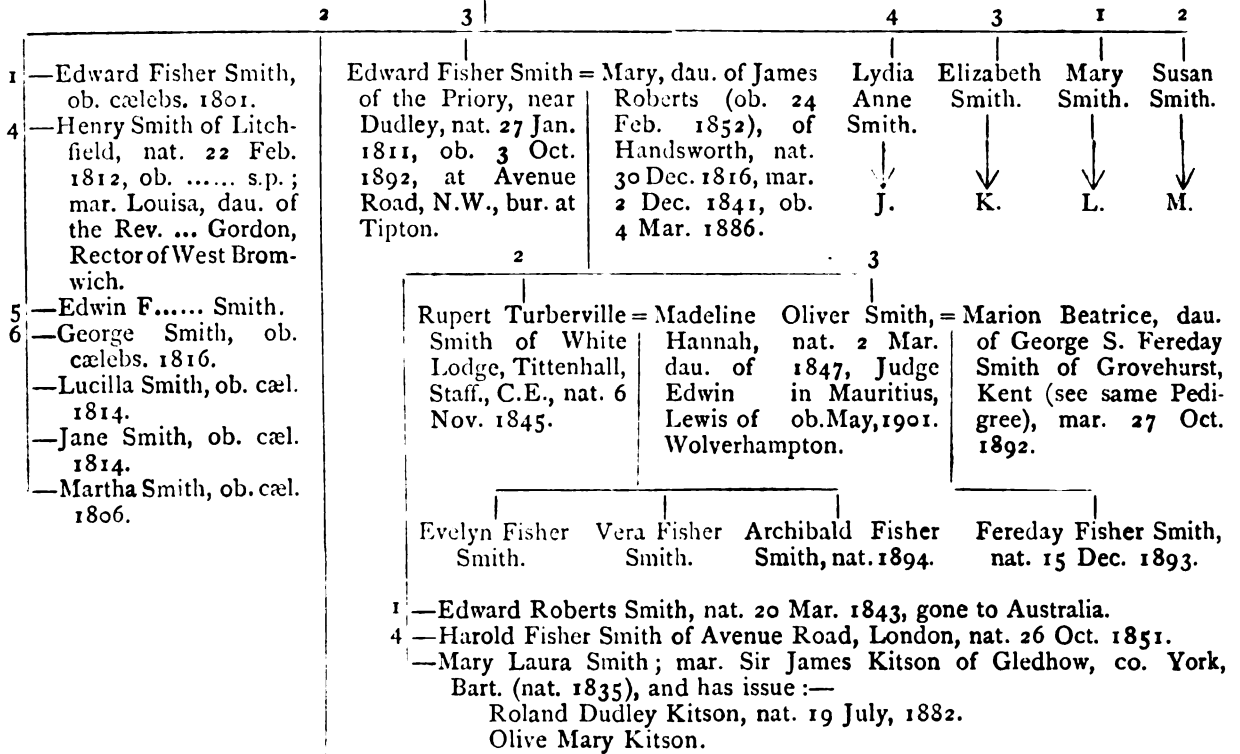 2 3 4 3 1 2
1 —Edward Fisher Smith,
ob. cælebs. 1801.
4 —Henry Smith of Litch-
field, nat. 22 Feb.
1812, ob. ...... s.p. ;
mar. Louisa, dau. of
the Rev. ... Gordon,
Rector of West Brom-
wich.
5 —Edwin F...... Smith.
6 —George Smith, ob.
cælebs. 1816.
—Lucilla Smith, ob. cæl.
1814.
—Jane Smith, ob. cæl.
1814.
—Martha Smith, ob. cæl.
1806.
Edward Fisher Smith =
of the Priory, near
Dudley, nat. 27 Jan.
1811, ob. 3 Oct.
1892, at Avenue
Road, N.W., bur. at
Tipton.
Mary, dau. of James
Roberts (ob. 24
Feb. 1852), of
Handsworth, nat.
30 Dec. 1816, mar.
2 Dec. 1841, ob.
4 Mar. 1886.
Lydia
Anne
Smith.
J.
Elizabeth
Smith.
K.
Mary
Smith.
L.
Susan
Smith.
M.
2 3
Rupert Turberville =
Smith of White
Lodge, Tittenhall,
Staff., C.E., nat. 6
Nov. 1845.
Madeline
Hannah,
dau. of
Edwin
Lewis of
Wolverhampton.
Oliver Smith, =
nat. 2 Mar.
1847, Judge
in Mauritius,
ob. May, 1901.
Marion Beatrice, dau.
of George S. Fereday
Smith of Grovehurst,
Kent (see same Pedi-
gree), mar. 27 Oct.
1892.
Evelyn Fisher
Smith.
Vera Fisher
Smith.
Archibald Fisher
Smith, nat. 1894.
Fereday Fisher Smith,
nat. 15 Dec. 1893.
1 —Edward Roberts Smith, nat. 20 Mar. 1843, gone to Australia.
4 —Harold Fisher Smith of Avenue Road, London, nat. 26 Oct. 1851.
—Mary Laura Smith ; mar. Sir James Kitson of Gledhow, co. York,
Bart. (nat. 1835), and has issue :—
Roland Dudley Kitson, nat. 19 July, 1882.
Olive Mary Kitson.